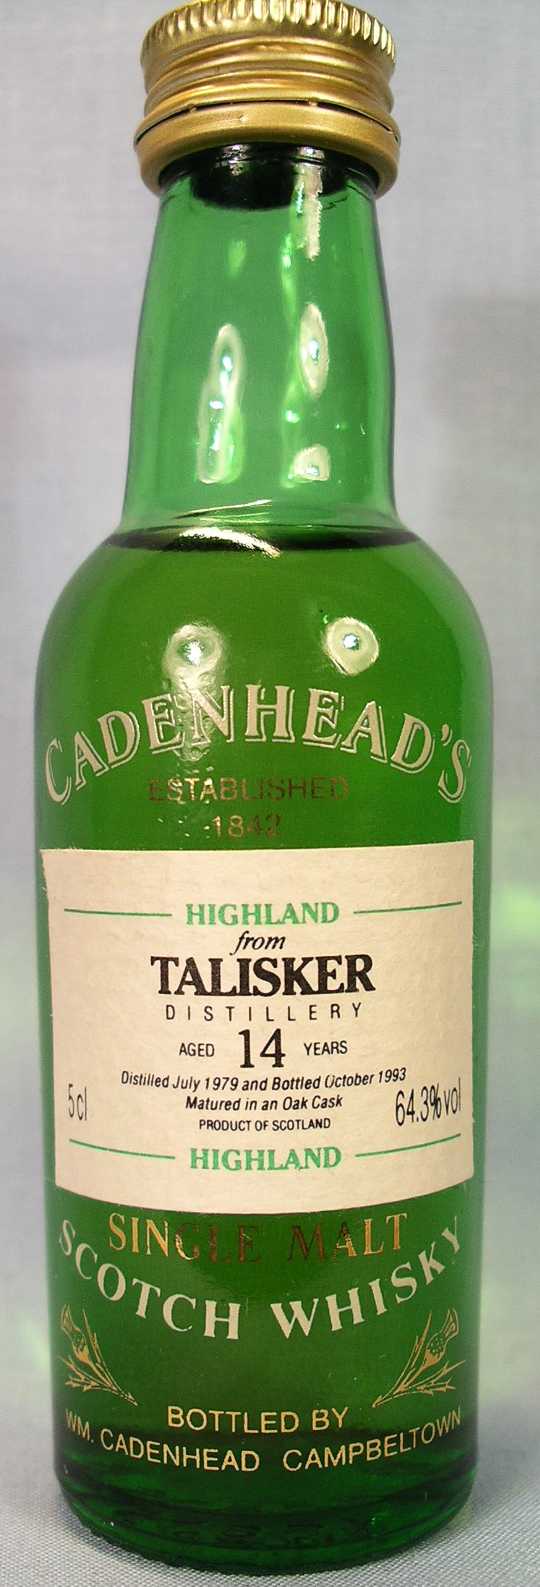 CADENHEAD'S
ESTABLISHED
1842
HIGHLAND
from
TALISKER
DISTILLERY
AGED 14 YEARS
Distilled July 1979 and Bottled October 1993
Matured in an Oak Cask
5cl 64.3%vol
PRODUCT OF SCOTLAND
HIGHLAND
SINGLE MALT
SCOTCH WHISKY
BOTTLED BY
WM. CADENHEAD CAMPBELTOWN